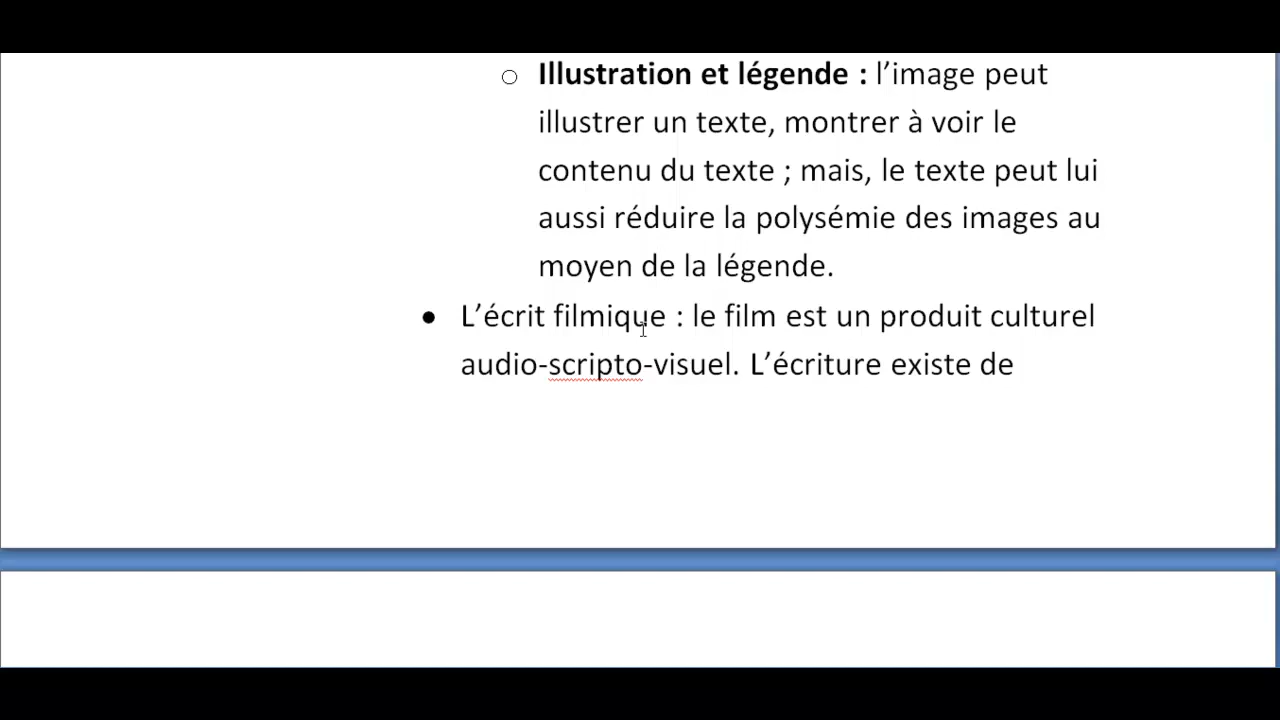 ○ Illustration et légende : l’image peut
illustrer un texte, montrer à voir le
contenu du texte ; mais, le texte peut lui
aussi réduire la polysémie des images au
moyen de la légende.
● L’écrit filmique : le film est un produit culturel
audio-scripto-visuel. L’écriture existe de